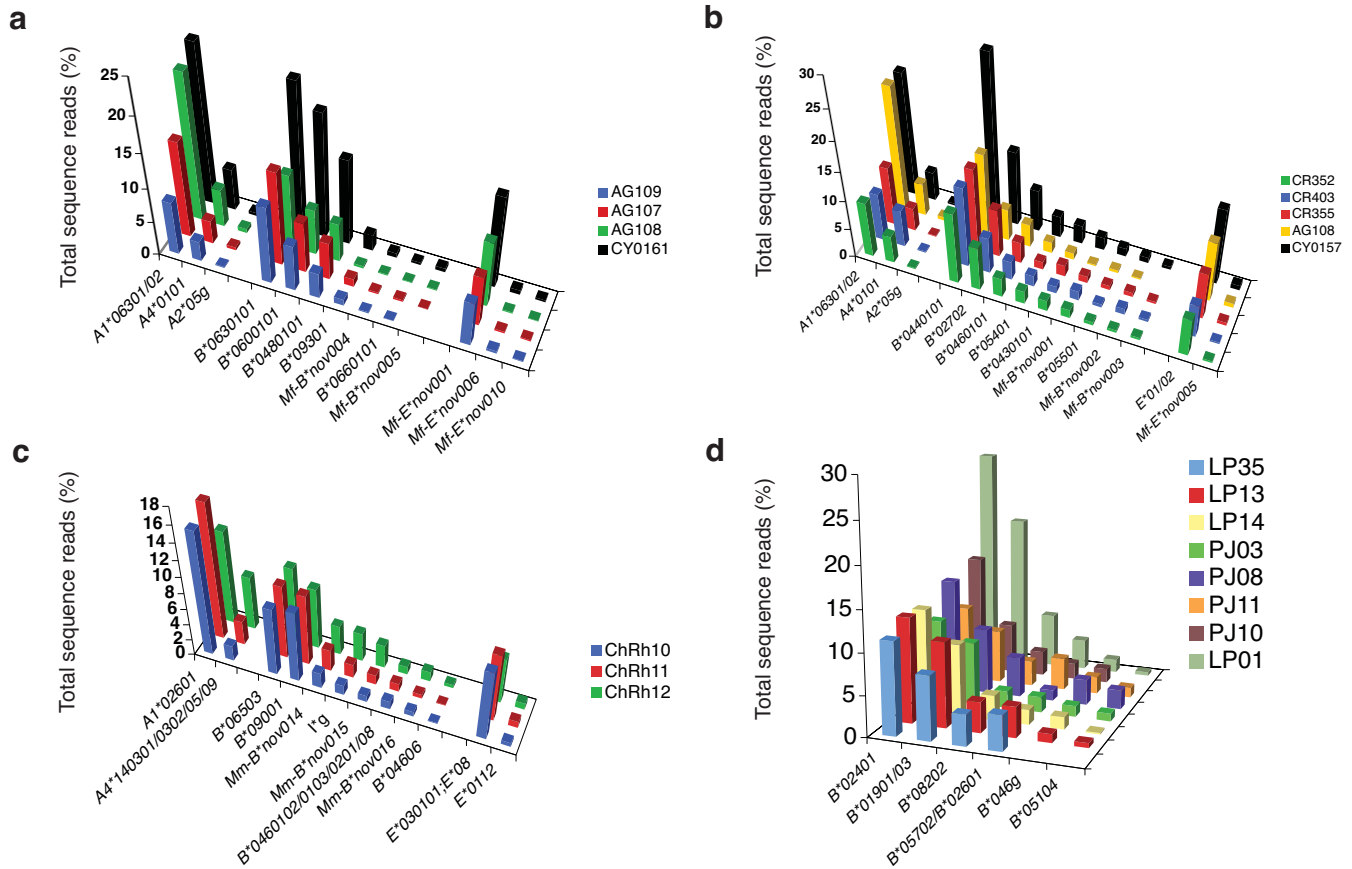 a
Total sequence reads (%)
25
20
15
10
5
0
A1*06301/02
A4*0101
A2*05g
B*0630101
B*0600101
B*0480101
B*09301
Mf-B*nov004
B*0660101
Mf-B*nov005
Mf-E*nov001
Mf-E*nov006
Mf-E*nov010
AG109
AG107
AG108
CY0161
b
Total sequence reads (%)
30
25
20
15
10
5
0
A1*06301/02
A4*0101
A2*05g
B*0440101
B*02702
B*0460101
B*05401
B*0430101
Mf-B*nov001
B*05501
Mf-B*nov002
Mf-B*nov003
E*01/02
Mf-E*nov005
CR352
CR403
CR355
AG108
CY0157
c
Total sequence reads (%)
18
16
14
12
10
8
6
4
2
0
A1*02601
A4*140301/0302/05/09
B*06503
B*09001
Mm-B*nov014
I*g
Mm-B*nov015
B*0460102/0103/0201/08
Mm-B*nov016
B*04606
E*030101;E*08
E*0112
ChRh10
ChRh11
ChRh12
d
Total sequence reads (%)
30
25
20
15
10
5
0
B*02401
B*01901/03
B*08202
B*05702/B*02601
B*046g
B*05104
LP35
LP13
LP14
PJ03
PJ08
PJ11
PJ10
LP01